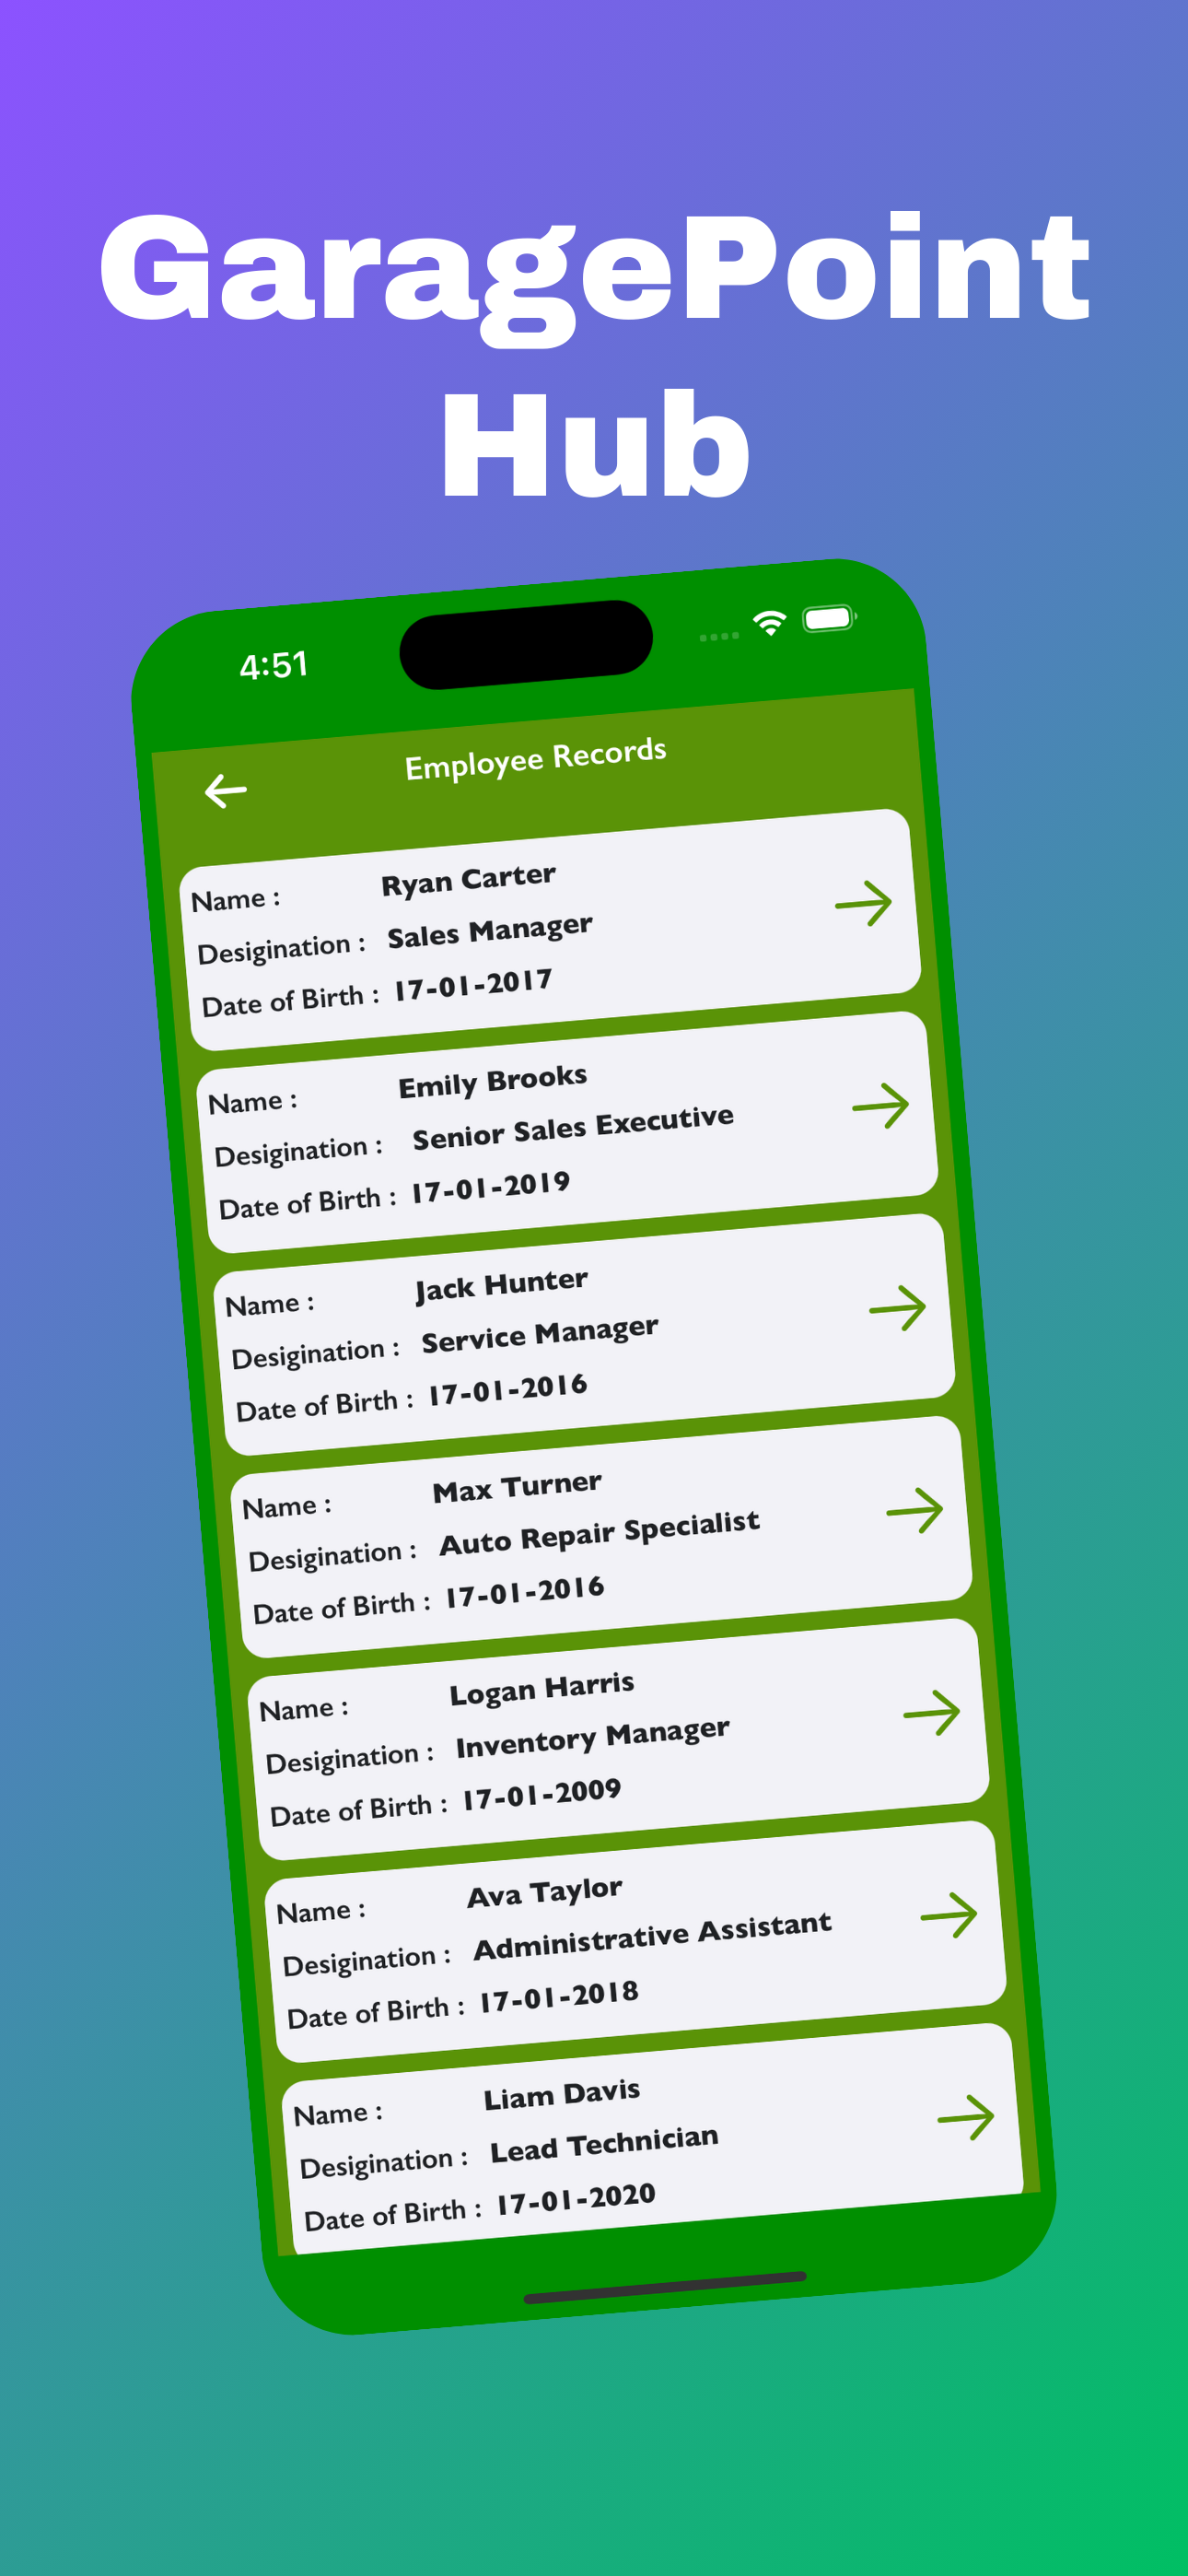 GaragePoint
Hub
4:51
Employee Records
Name : Ryan Carter
Desigination : Sales Manager
Date of Birth : 17-01-2017
Name : Emily Brooks
Desigination : Senior Sales Executive
Date of Birth : 17-01-2019
Name : Jack Hunter
Desigination : Service Manager
Date of Birth : 17-01-2016
Name : Max Turner
Desigination : Auto Repair Specialist
Date of Birth : 17-01-2016
Name : Logan Harris
Desigination : Inventory Manager
Date of Birth : 17-01-2009
Name : Ava Taylor
Desigination : Administrative Assistant
Date of Birth : 17-01-2018
Name : Liam Davis
Desigination : Lead Technician
Date of Birth : 17-01-2020